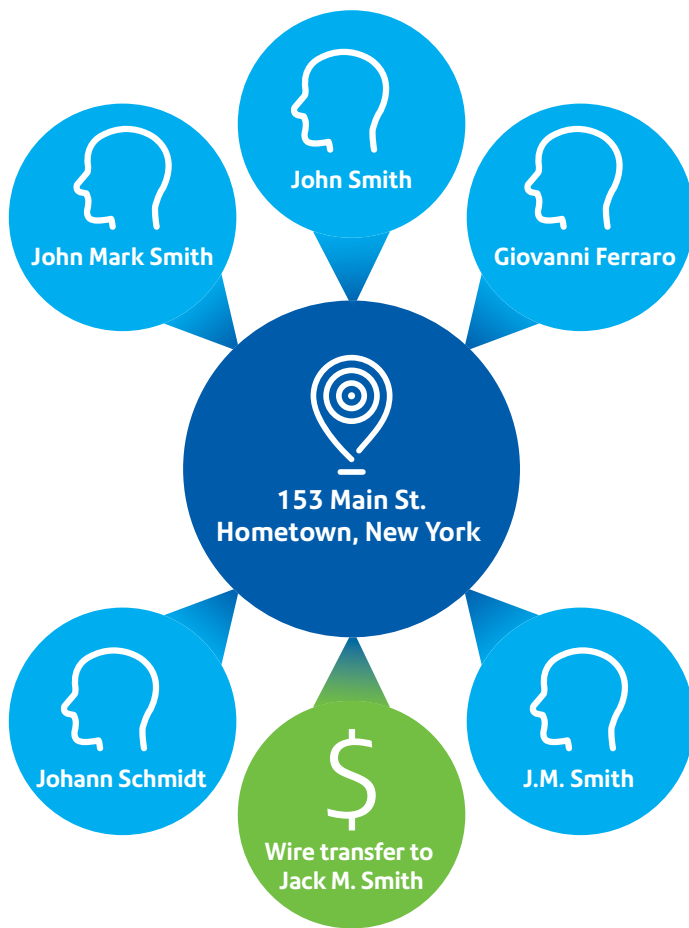 John Smith
John Mark Smith
Giovanni Ferraro
153 Main St.
Hometown, New York
Johann Schmidt
J.M. Smith
$
Wire transfer to
Jack M. Smith